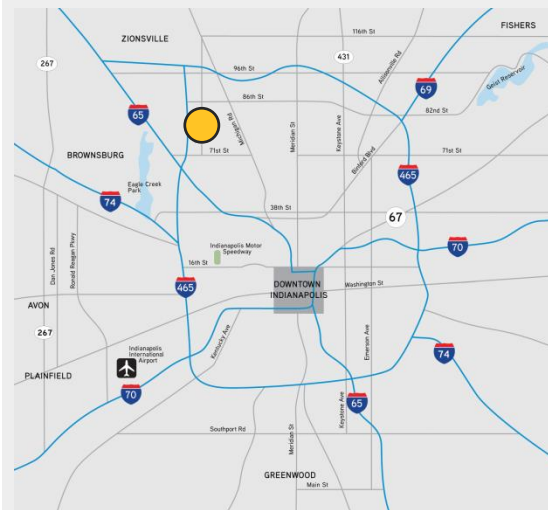 116th St
FISHERS
ZIONSVILLE
431
Allisonville Rd
267
96th St
Geist Reservoir
69
86th St
65
82nd St
Michigan Rd
Meridian St
Keystone Ave
Binford Blvd
BROWNSBURG
71st St
71st St
Eagle Creek
Park
465
74
38th St
67
Dan Jones Rd
Ronald Reagan Pkwy
Indianapolis Motor
Speedway
70
16th St
465
DOWNTOWN
INDIANAPOLIS
Washington St
AVON
267
Kentucky Ave
Emerson Ave
Indianapolis
International
Airport
74
PLAINFIELD
70
65
Keystone Ave
Southport Rd
Meridian St
GREENWOOD
Main St